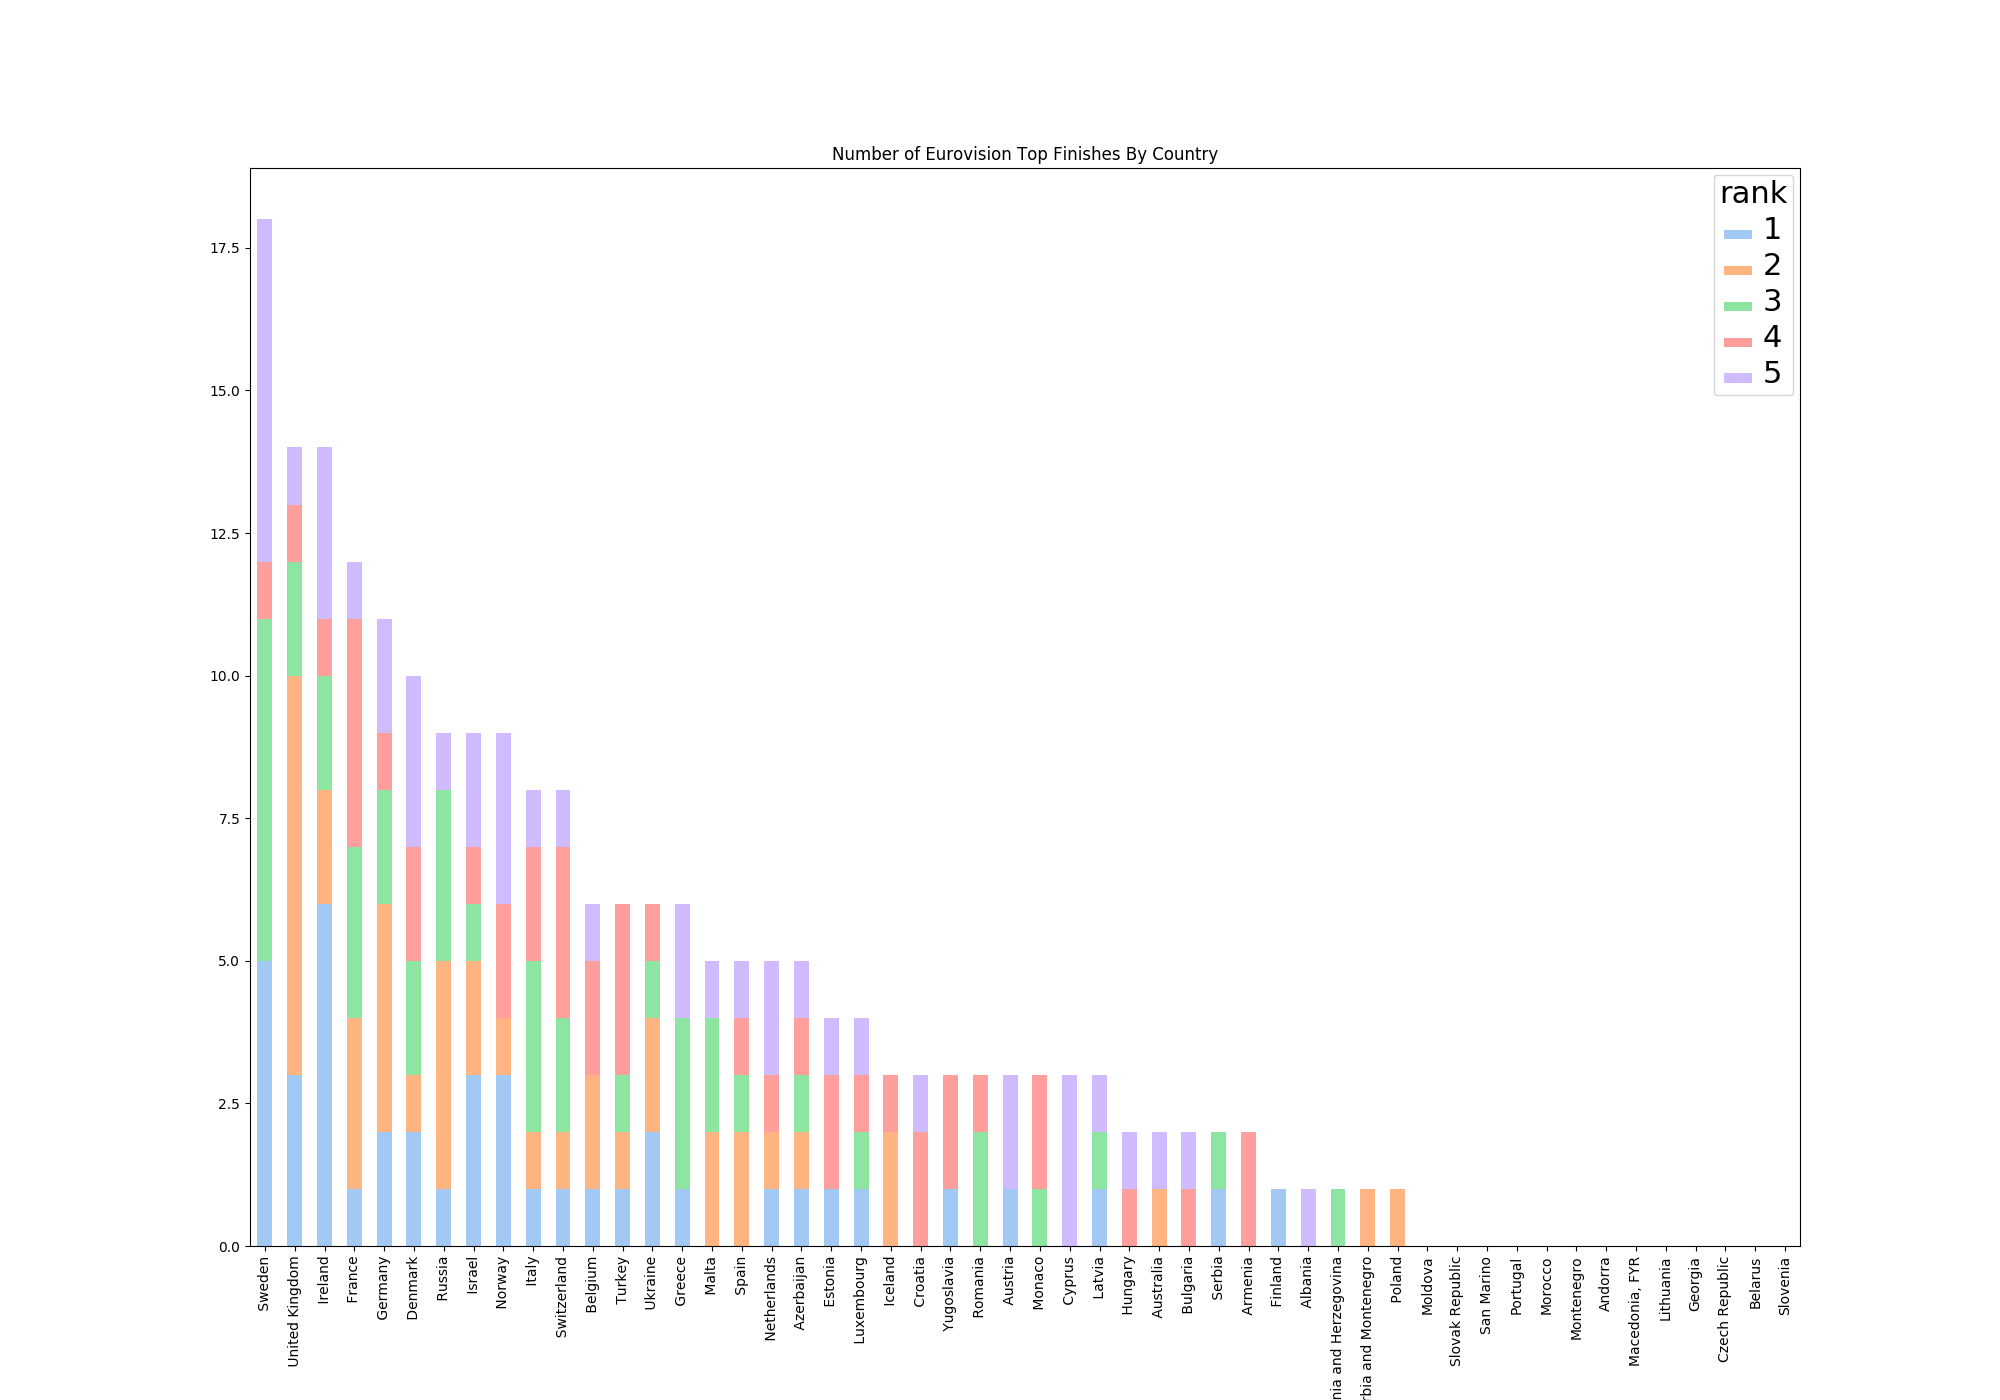 Number of Eurovision Top Finishes By Country
rank
1
2
3
4
5
17.5
15.0
12.5
10.0
7.5
5.0
2.5
0.0
Sweden
United Kingdom
Ireland
France
Germany
Denmark
Russia
Israel
Norway
Italy
Switzerland
Belgium
Turkey
Ukraine
Greece
Malta
Spain
Netherlands
Azerbaijan
Estonia
Luxembourg
Iceland
Croatia
Yugoslavia
Romania
Austria
Monaco
Cyprus
Latvia
Hungary
Australia
Bulgaria
Serbia
Armenia
Finland
Albania
nia and Herzegovina
rbia and Montenegro
Poland
Moldova
Slovak Republic
San Marino
Portugal
Morocco
Montenegro
Andorra
Macedonia, FYR
Lithuania
Georgia
Czech Republic
Belarus
Slovenia